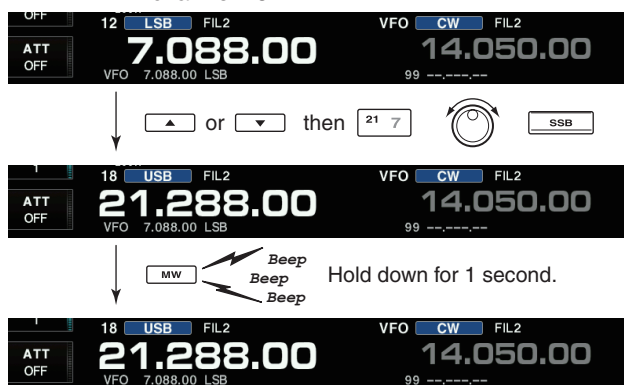 OFF 12 LSB FIL2 VFO CW FIL2
ATT OFF 7.088.00 14.050.00
VFO 7.088.00 LSB 99 --.---.--
or then 21 7 SSB
1 18 USB FIL2 VFO CW FIL2
ATT OFF 21.288.00 14.050.00
VFO 7.088.00 LSB 99 --.---.--
MW Beep
Beep Hold down for 1 second.
Beep
1 18 USB FIL2 VFO CW FIL2
ATT OFF 21.288.00 14.050.00
VFO 7.088.00 LSB 99 --.---.--